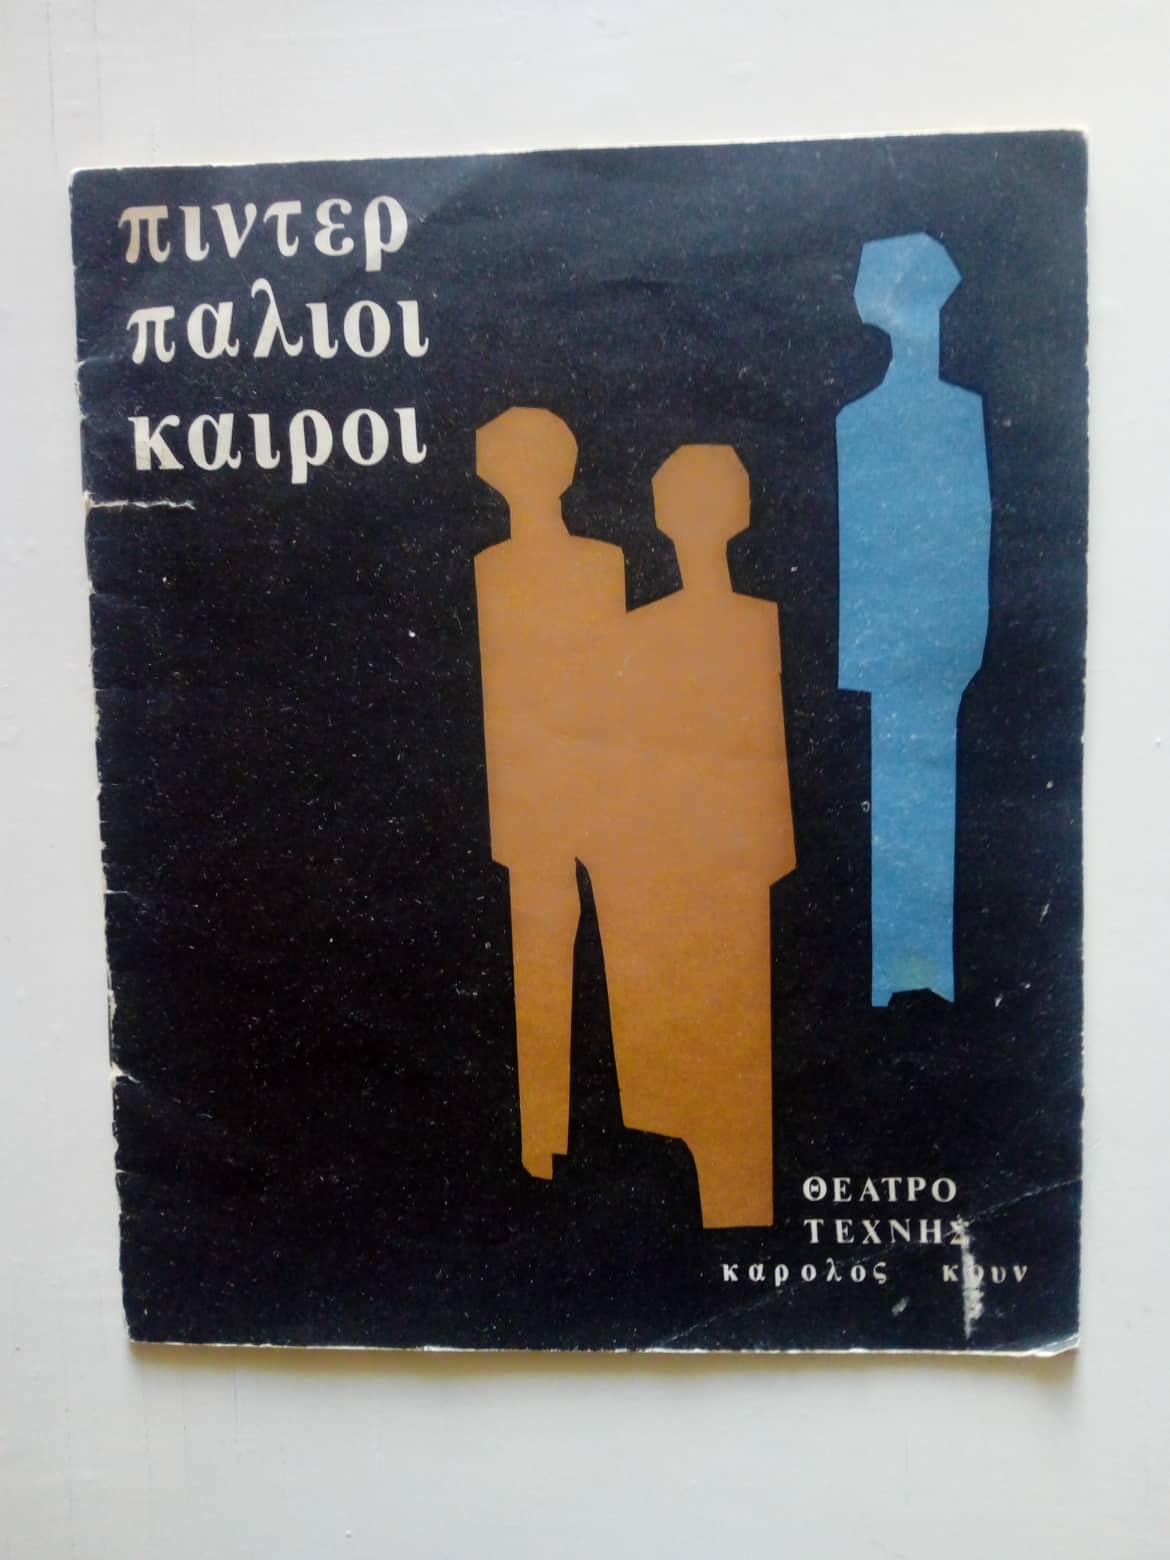 πιντερ
παλιοι
καιροι
ΘΕΑΤΡΟ
ΤΕΧΝΗΣ
καρολος κουν